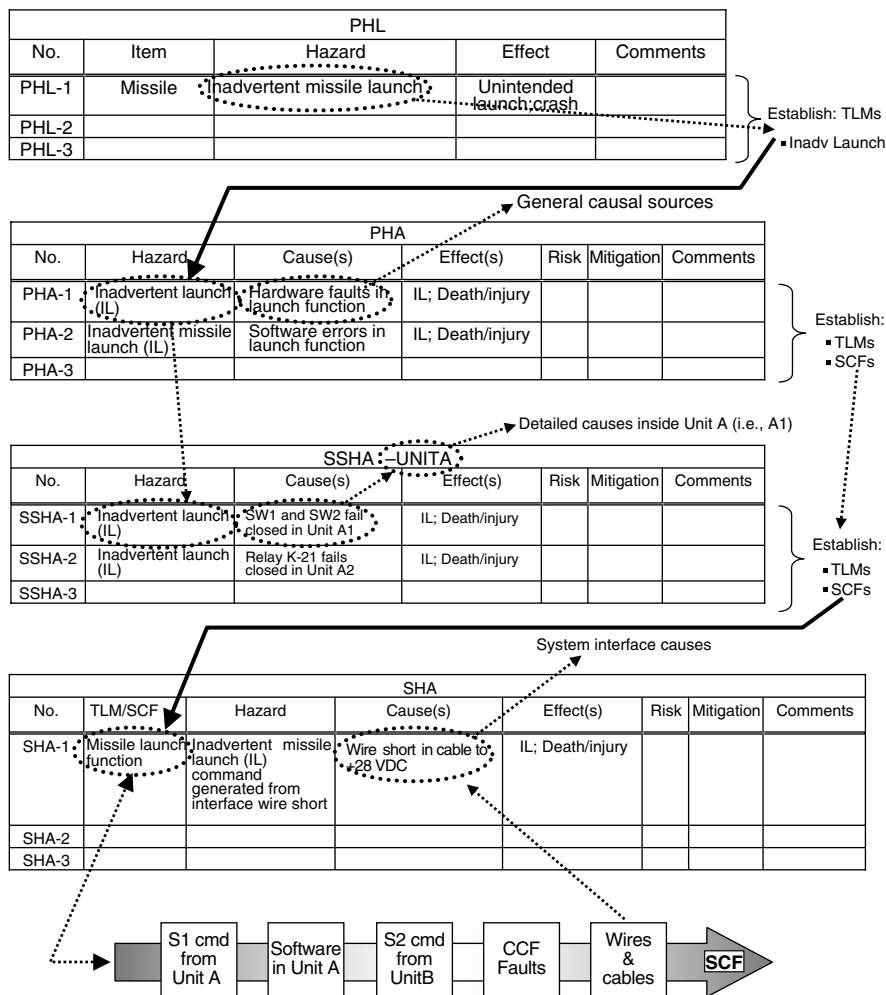 PHL
No. Item Hazard Effect Comments
PHL-1 Missile Inadvertent missile launch Unintended
launch;crash
PHL-2
PHL-3
Establish: TLMs
▪ Inadv Launch
General causal sources
PHA
No. Hazard Cause(s) Effect(s) Risk Mitigation Comments
PHA-1 Inadvertent launch
(IL) Hardware faults in
launch function IL; Death/injury
PHA-2 Inadvertent missile
launch (IL) Software errors in
launch function IL; Death/injury
PHA-3
Establish:
▪ TLMs
▪ SCFs
Detailed causes inside Unit A (i.e., A1)
SSHA –UNITA
No. Hazard Cause(s) Effect(s) Risk Mitigation Comments
SSHA-1 Inadvertent launch
(IL) SW1 and SW2 fail
closed in Unit A1 IL; Death/injury
SSHA-2 Inadvertent launch
(IL) Relay K-21 fails
closed in Unit A2 IL; Death/injury
SSHA-3
Establish:
▪ TLMs
▪ SCFs
System interface causes
SHA
No. TLM/SCF Hazard Cause(s) Effect(s) Risk Mitigation Comments
SHA-1 Missile launch
function Inadvertent missile
launch (IL)
command
generated from
interface wire short Wire short in cable to
+28 VDC IL; Death/injury
SHA-2
SHA-3
S1 cmd
from
Unit A
Software
in Unit A
S2 cmd
from
UnitB
CCF
Faults
Wires
&
cables
SCF